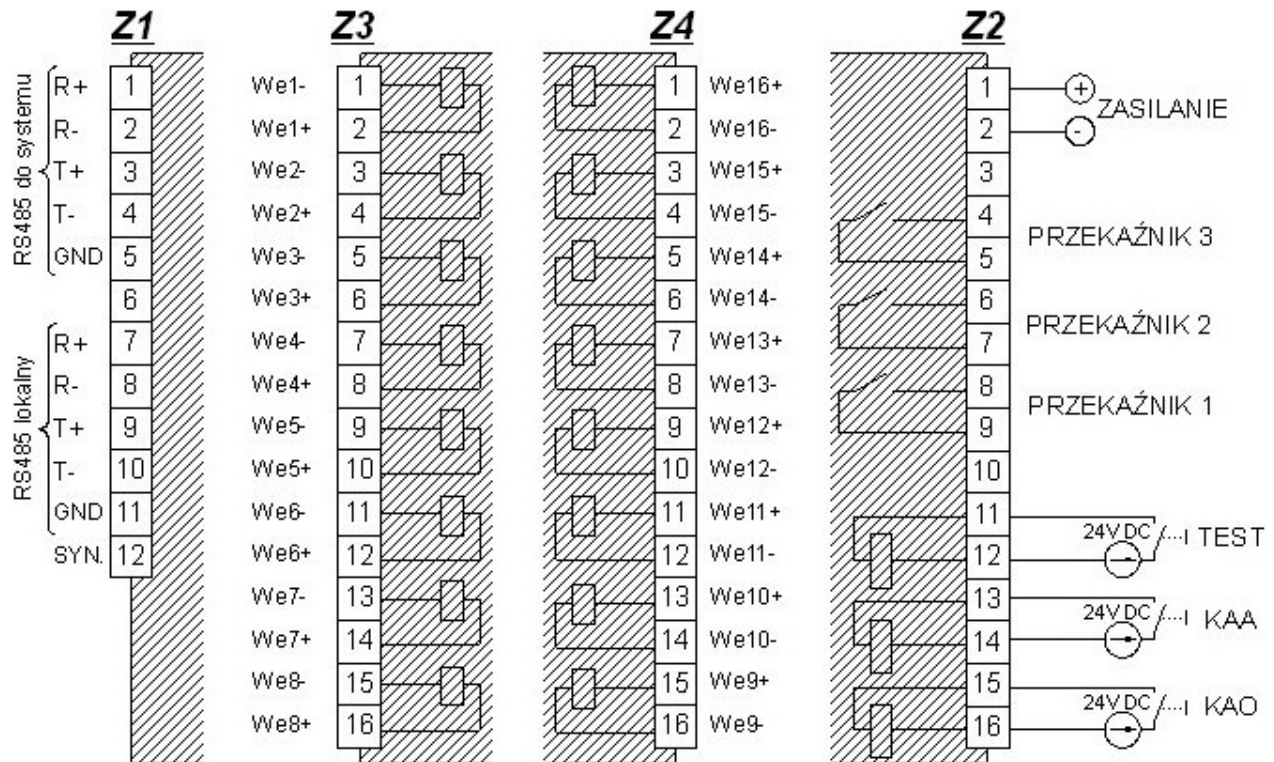 Z1
RS485 do systemu
R+ 1
R- 2
T+ 3
T- 4
GND 5
6
RS485 lokalny
R+ 7
R- 8
T+ 9
T- 10
GND 11
SYN. 12
Z3
We1- 1
We1+ 2
We2- 3
We2+ 4
We3- 5
We3+ 6
We4- 7
We4+ 8
We5- 9
We5+ 10
We6- 11
We6+ 12
We7- 13
We7+ 14
We8- 15
We8+ 16
Z4
1 We16+
2 We16-
3 We15+
4 We15-
5 We14+
6 We14-
7 We13+
8 We13-
9 We12+
10 We12-
11 We11+
12 We11-
13 We10+
14 We10-
15 We9+
16 We9-
Z2
1 +
ZASILANIE
2 -
3
4
PRZEKAŹNIK 3
5
6
PRZEKAŹNIK 2
7
8
PRZEKAŹNIK 1
9
10
11
24V DC TEST
12
13
24V DC KAA
14
15
24V DC KAO
16